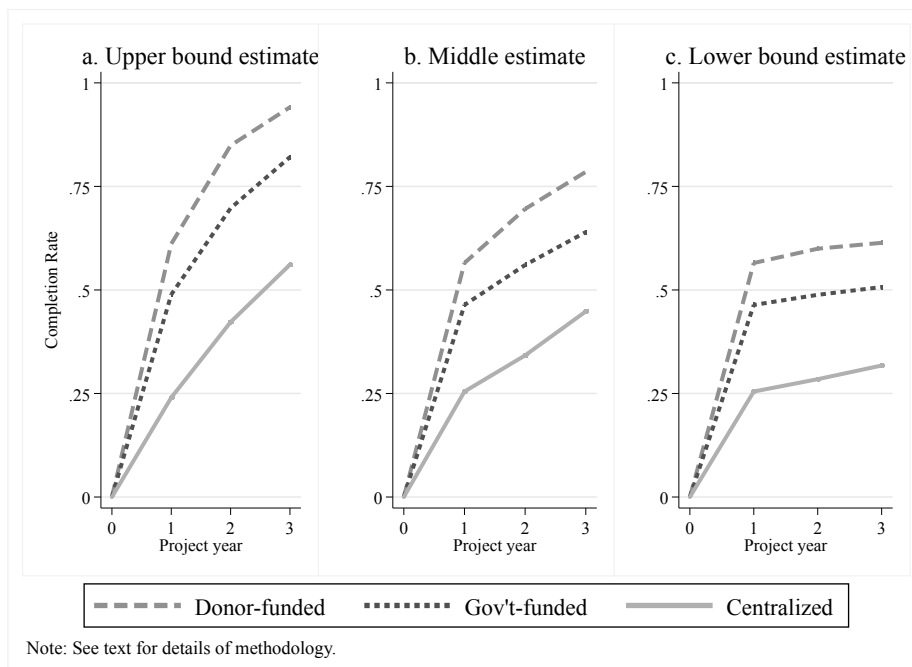 a. Upper bound estimate
b. Middle estimate
c. Lower bound estimate
Completion Rate
1
.75
.5
.25
0
0 1 2 3
Project year
1
.75
.5
.25
0
0 1 2 3
Project year
1
.75
.5
.25
0
0 1 2 3
Project year
Donor-funded Gov't-funded Centralized
Note: See text for details of methodology.